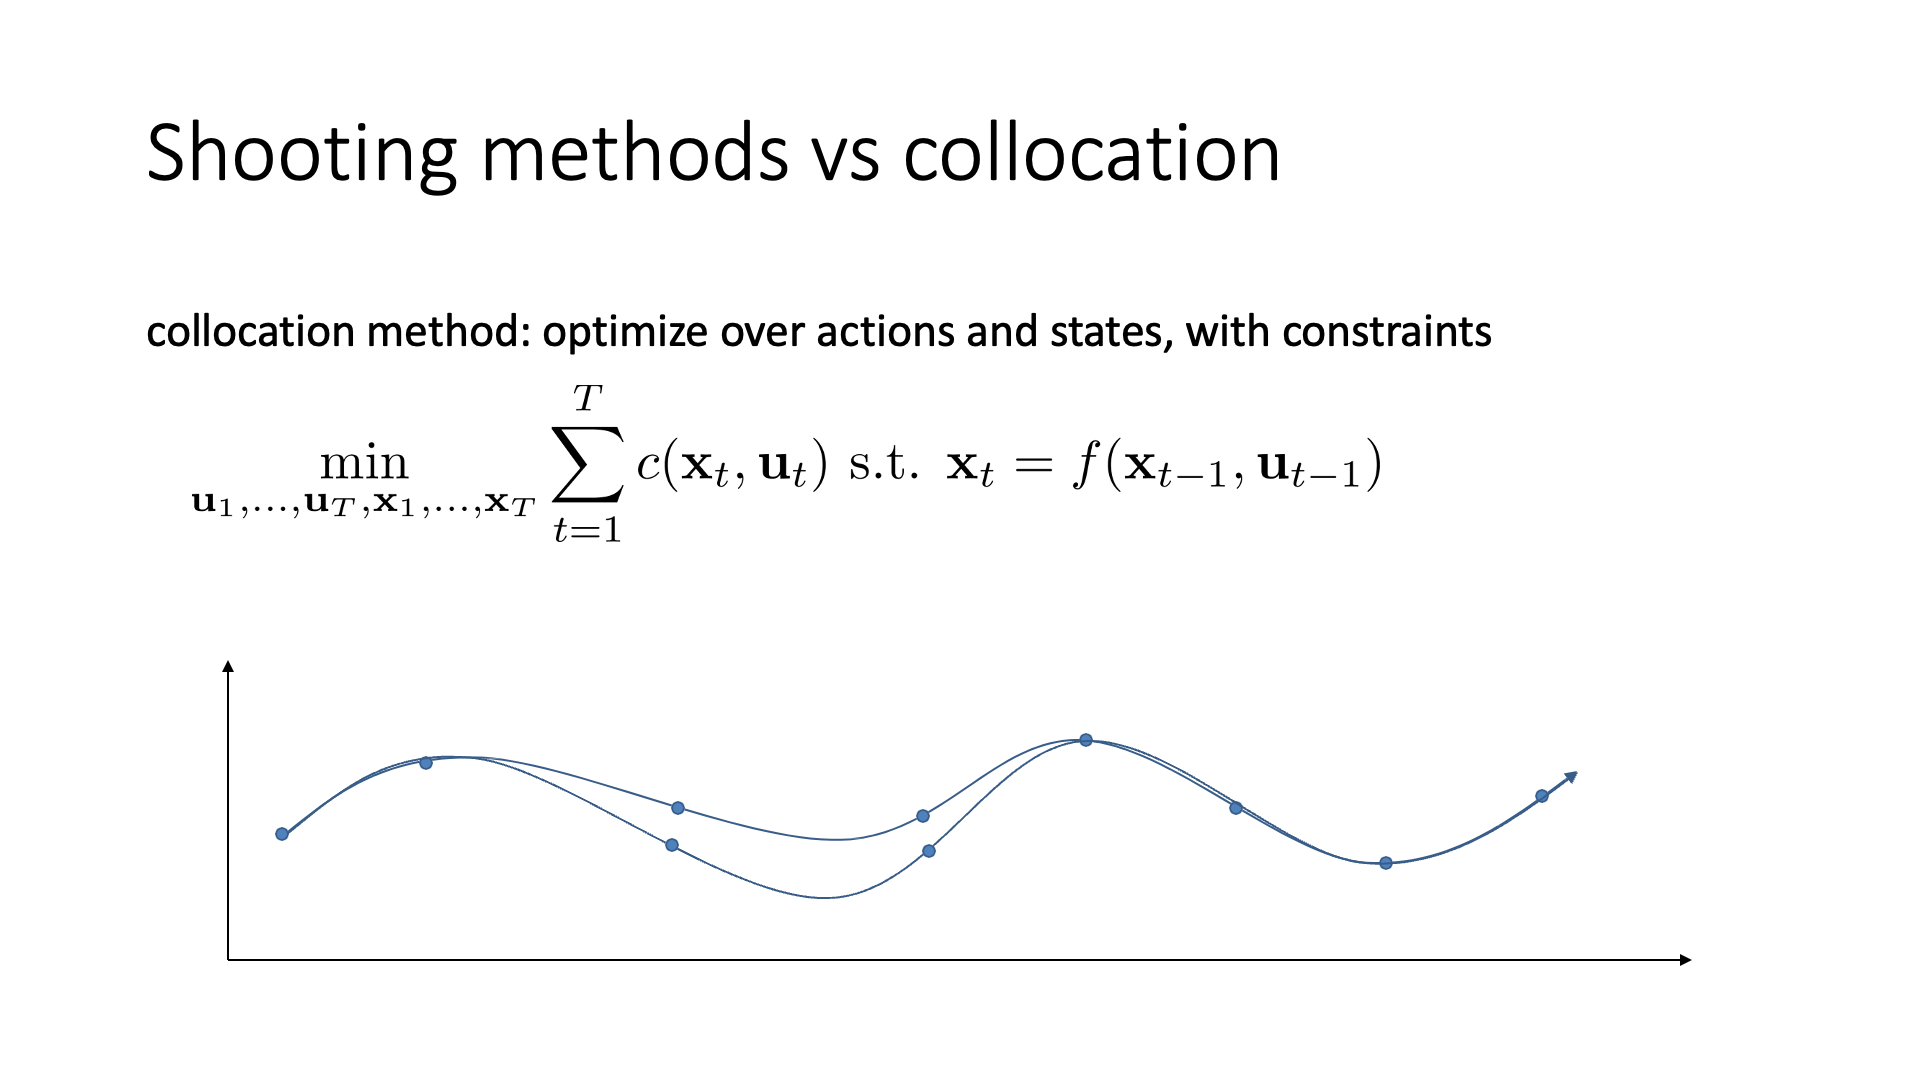 Shooting methods vs collocation
collocation method: optimize over actions and states, with constraints
$$\min_{\mathbf{u}_1,\ldots,\mathbf{u}_T,\mathbf{x}_1,\ldots,\mathbf{x}_T} \sum_{t=1}^{T} c(\mathbf{x}_t, \mathbf{u}_t) \text{ s.t. } \mathbf{x}_t = f(\mathbf{x}_{t-1}, \mathbf{u}_{t-1})$$